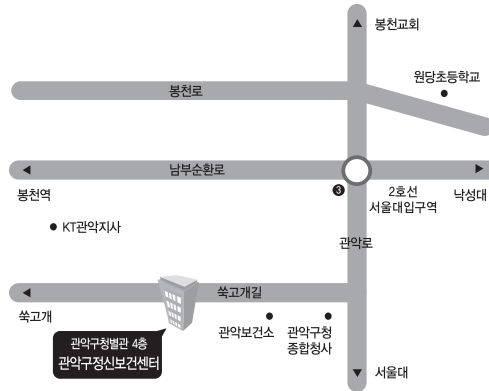 봉천교회
원당초등학교
봉천로
남부순환로
봉천역
❸
2호선
서울대입구역
낙성대
KT관악지사
관악로
쑥고개길
쑥고개
관악보건소
관악구청
종합청사
관악구청별관 4층
관악구정신보건센터
서울대